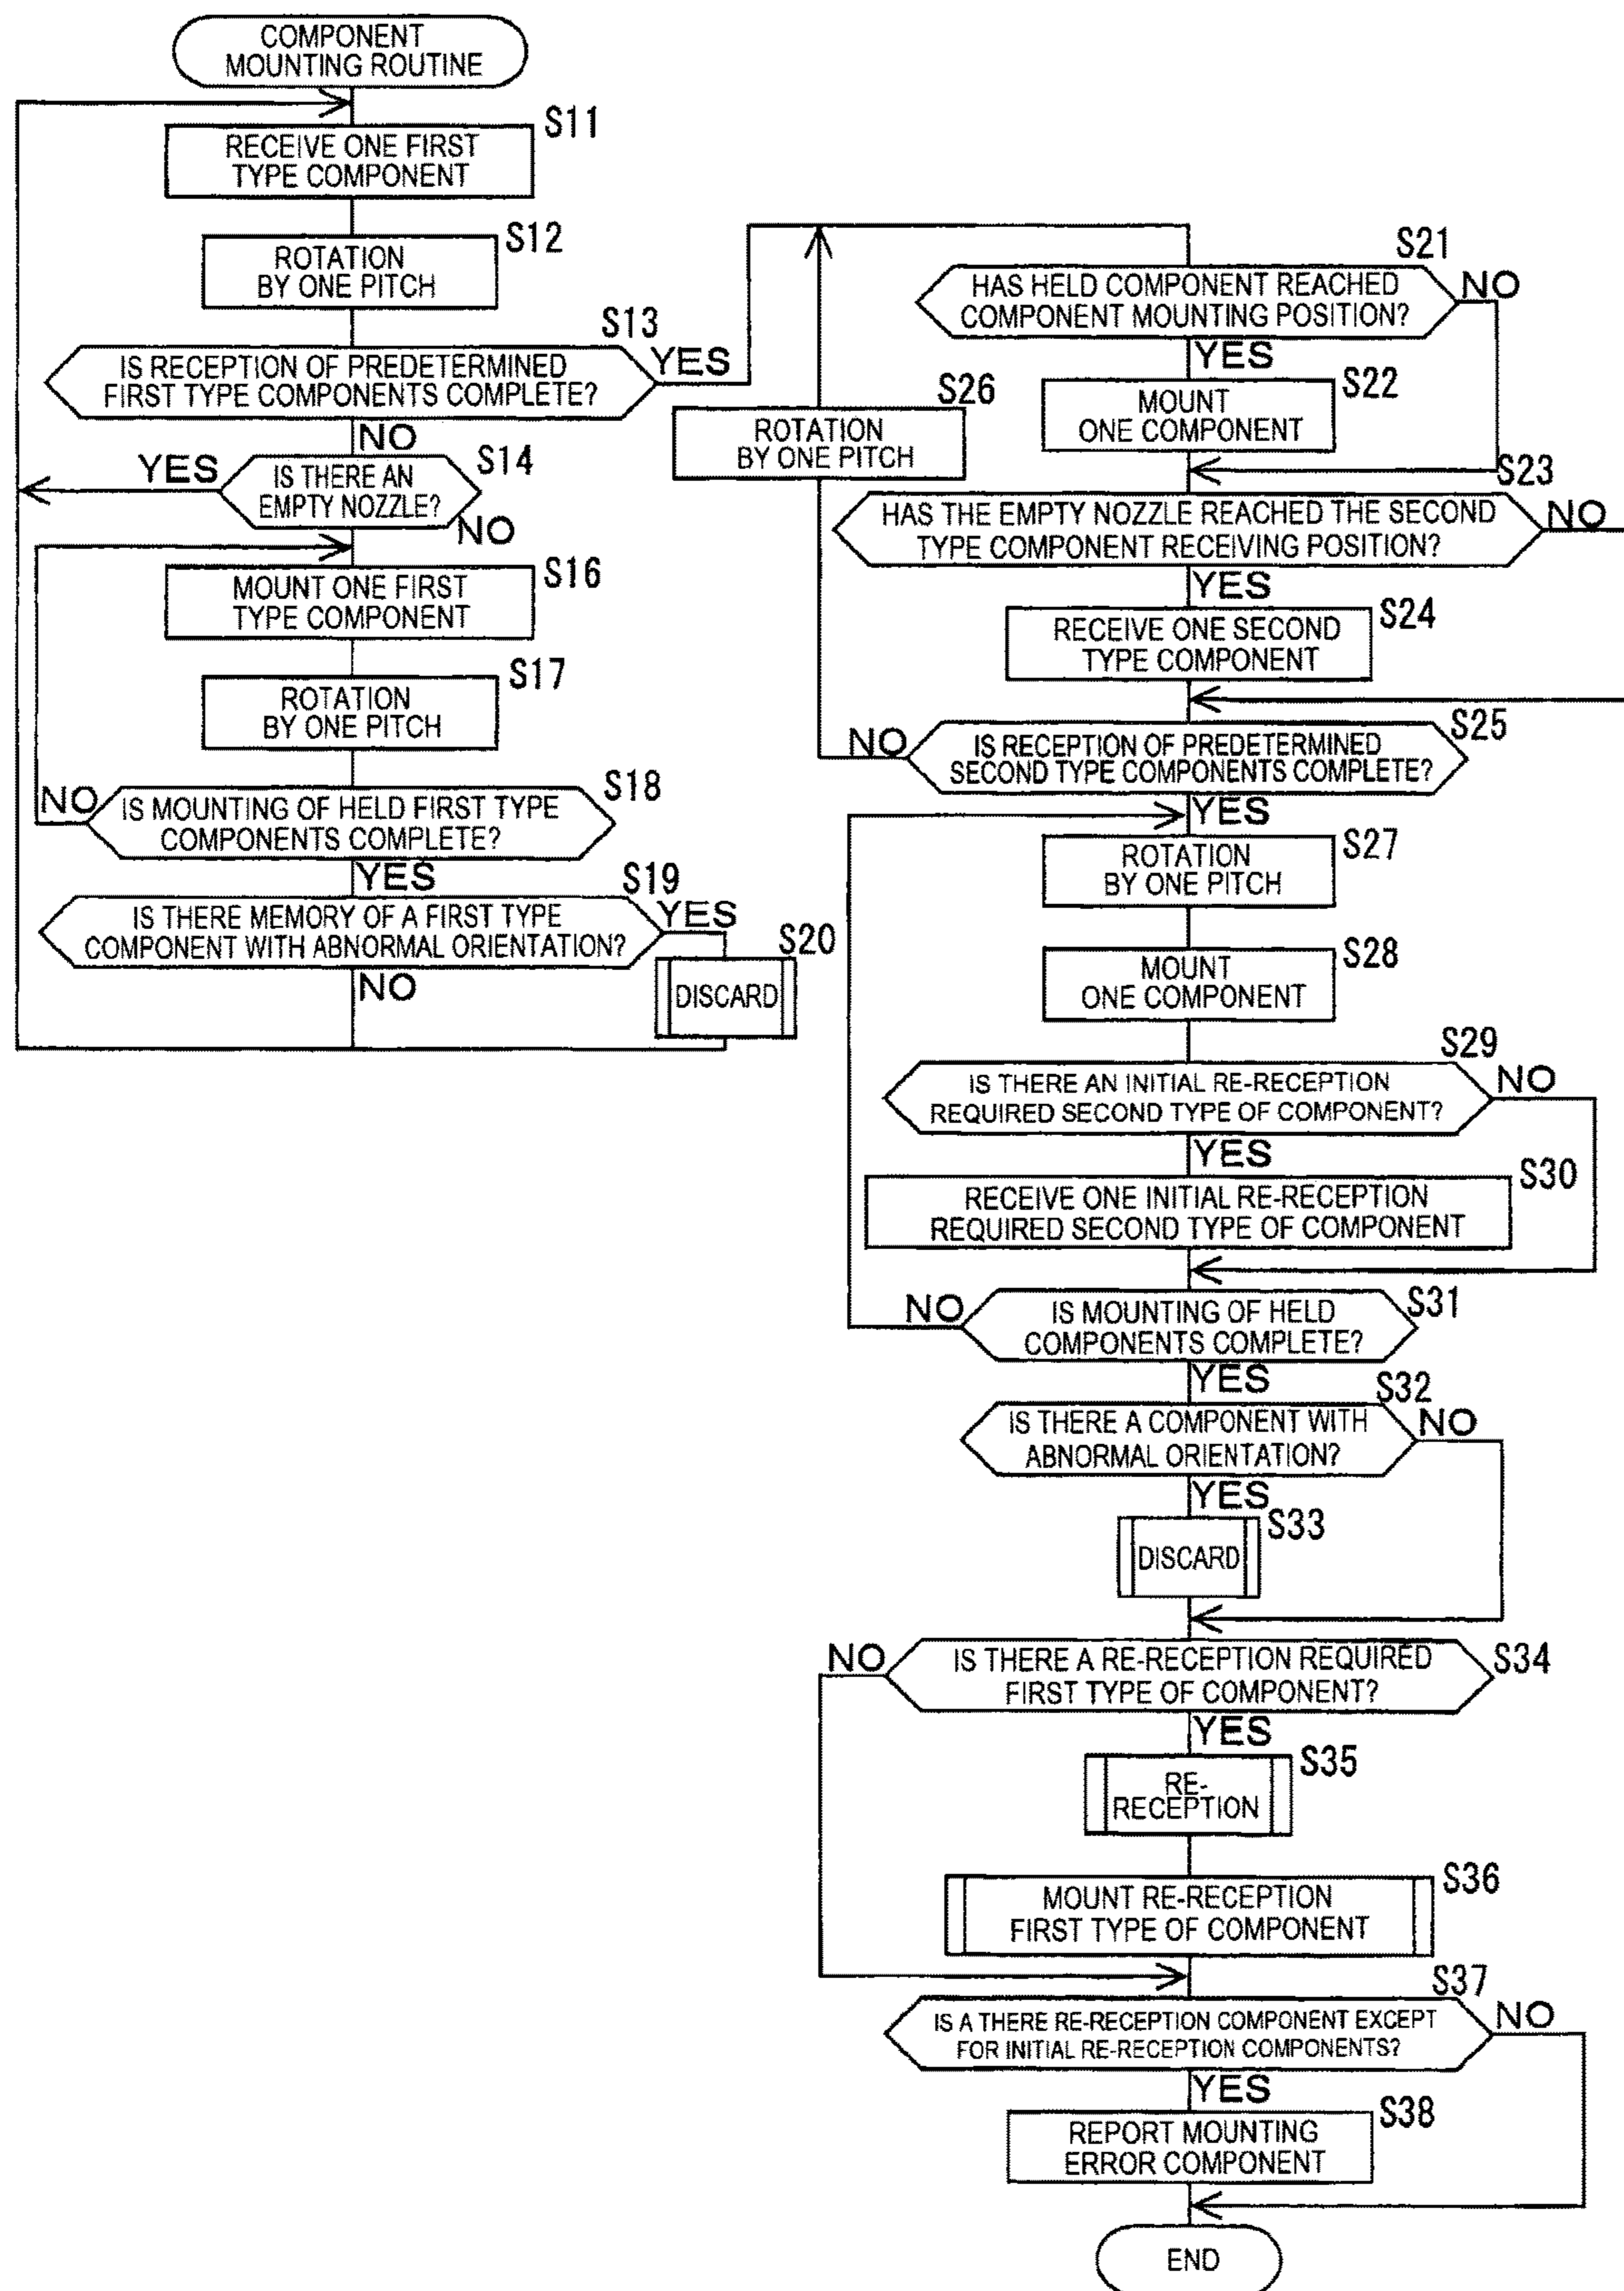 COMPONENT
MOUNTING ROUTINE
S11
RECEIVE ONE FIRST
TYPE COMPONENT
S12
ROTATION
BY ONE PITCH
S13
IS RECEPTION OF PREDETERMINED
FIRST TYPE COMPONENTS COMPLETE?
YES
NO
S14
YES
IS THERE AN
EMPTY NOZZLE?
NO
S16
MOUNT ONE FIRST
TYPE COMPONENT
S17
ROTATION
BY ONE PITCH
S18
NO
IS MOUNTING OF HELD FIRST TYPE
COMPONENTS COMPLETE?
YES
S19
IS THERE MEMORY OF A FIRST TYPE
COMPONENT WITH ABNORMAL ORIENTATION?
YES
NO
S20
DISCARD
S21
HAS HELD COMPONENT REACHED
COMPONENT MOUNTING POSITION?
NO
YES
S22
MOUNT
ONE COMPONENT
S26
ROTATION
BY ONE PITCH
S23
HAS THE EMPTY NOZZLE REACHED THE SECOND
TYPE COMPONENT RECEIVING POSITION?
NO
YES
S24
RECEIVE ONE SECOND
TYPE COMPONENT
S25
NO
IS RECEPTION OF PREDETERMINED
SECOND TYPE COMPONENTS COMPLETE?
YES
S27
ROTATION
BY ONE PITCH
S28
MOUNT
ONE COMPONENT
S29
IS THERE AN INITIAL RE-RECEPTION
REQUIRED SECOND TYPE OF COMPONENT?
NO
YES
S30
RECEIVE ONE INITIAL RE-RECEPTION
REQUIRED SECOND TYPE OF COMPONENT
S31
NO
IS MOUNTING OF HELD
COMPONENTS COMPLETE?
YES
S32
IS THERE A COMPONENT WITH
ABNORMAL ORIENTATION?
NO
YES
S33
DISCARD
S34
NO
IS THERE A RE-RECEPTION REQUIRED
FIRST TYPE OF COMPONENT?
YES
S35
RE-
RECEPTION
S36
MOUNT RE-RECEPTION
FIRST TYPE OF COMPONENT
S37
IS A THERE RE-RECEPTION COMPONENT EXCEPT
FOR INITIAL RE-RECEPTION COMPONENTS?
NO
YES
S38
REPORT MOUNTING
ERROR COMPONENT
END